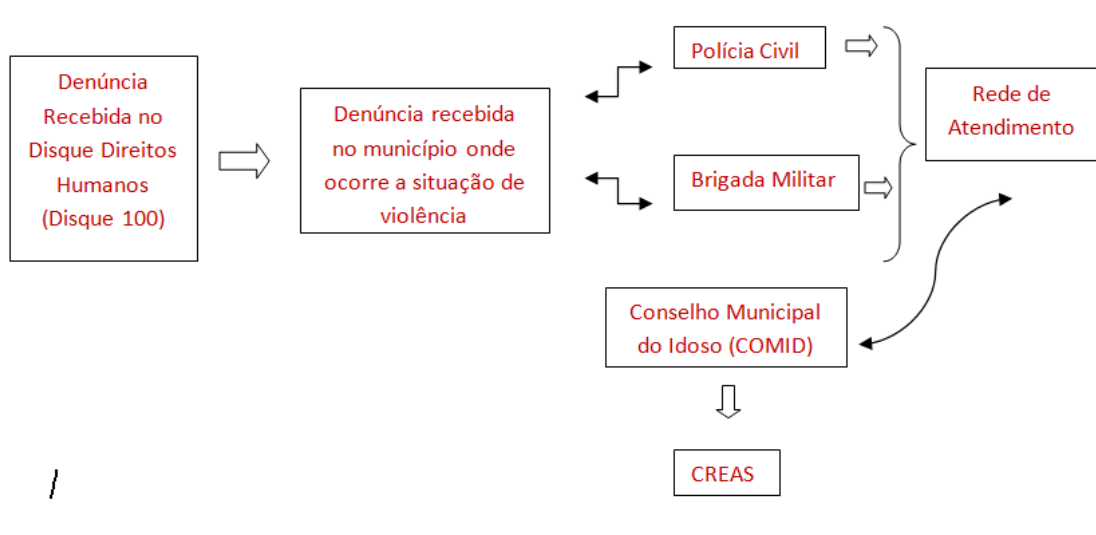 Denúncia
Recebida no
Disque Direitos
Humanos
(Disque 100)
Denúncia recebida
no município onde
ocorre a situação de
violência
Polícia Civil
Brigada Militar
Rede de
Atendimento
Conselho Municipal
do Idoso (COMID)
CREAS
/